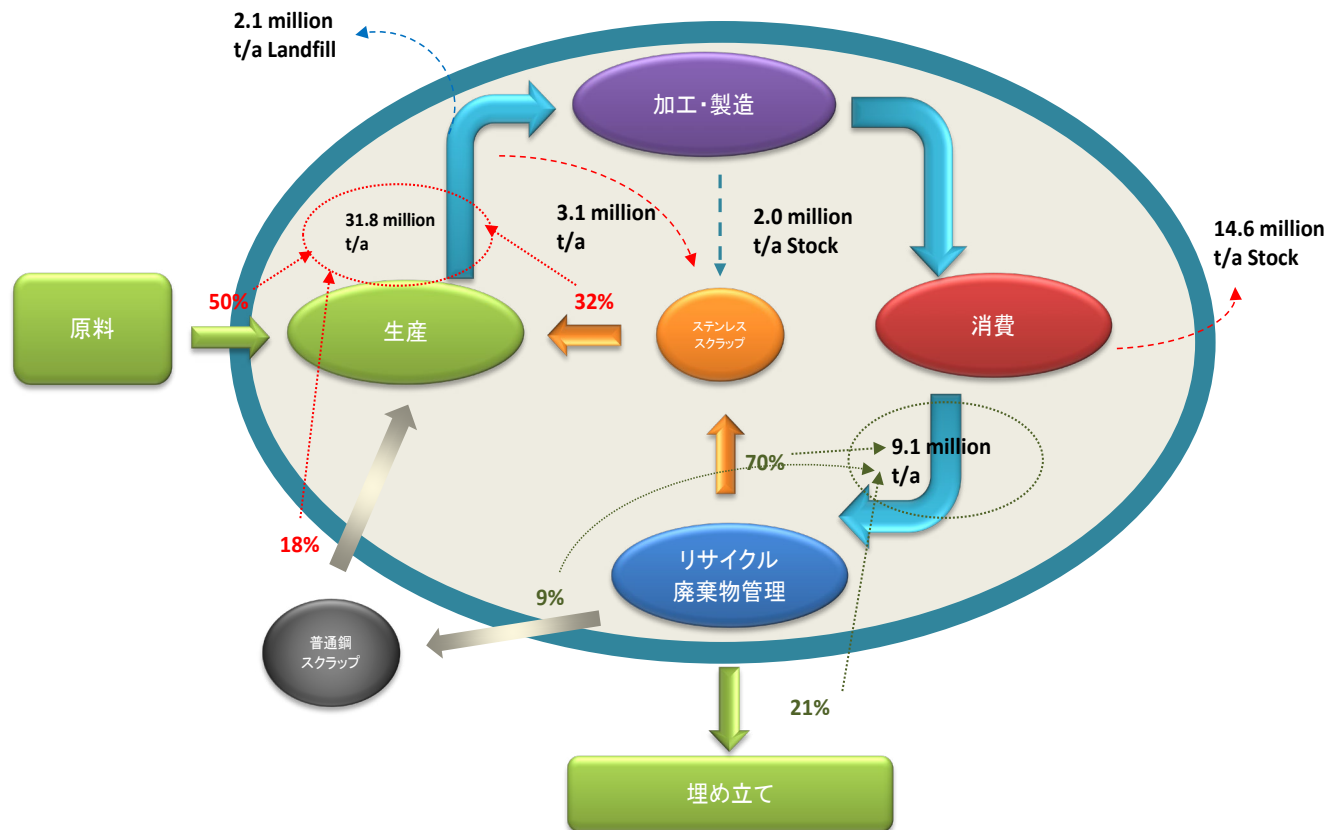 2.1 million
t/a Landfill
加工・製造
31.8 million
t/a
3.1 million
t/a
2.0 million
t/a Stock
14.6 million
t/a Stock
原料
50%
生産
32%
ステンレス
スクラップ
消費
70%
9.1 million
t/a
18%
リサイクル
廃棄物管理
9%
普通鋼
スクラップ
21%
埋め立て